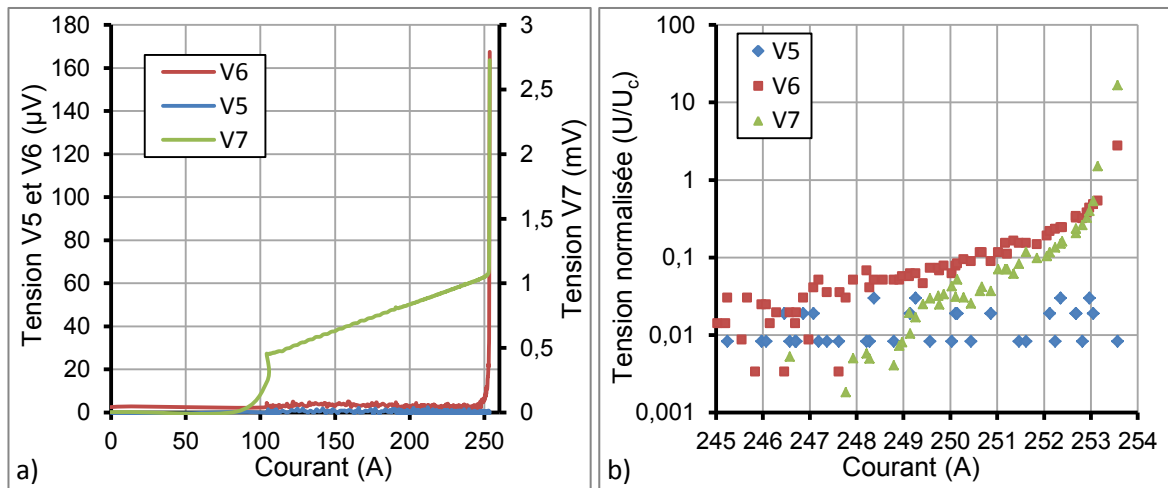 180
160
140
120
100
80
60
40
20
0
Tension V5 et V6 (µV)
V6
V5
V7
3
2,5
2
1,5
1
0,5
0
Tension V7 (mV)
0 50 100 150 200 250
Courant (A)
a)
100
10
1
0,1
0,01
0,001
Tension normalisée (U/Uc)
V5
V6
V7
245 246 247 248 249 250 251 252 253 254
Courant (A)
b)